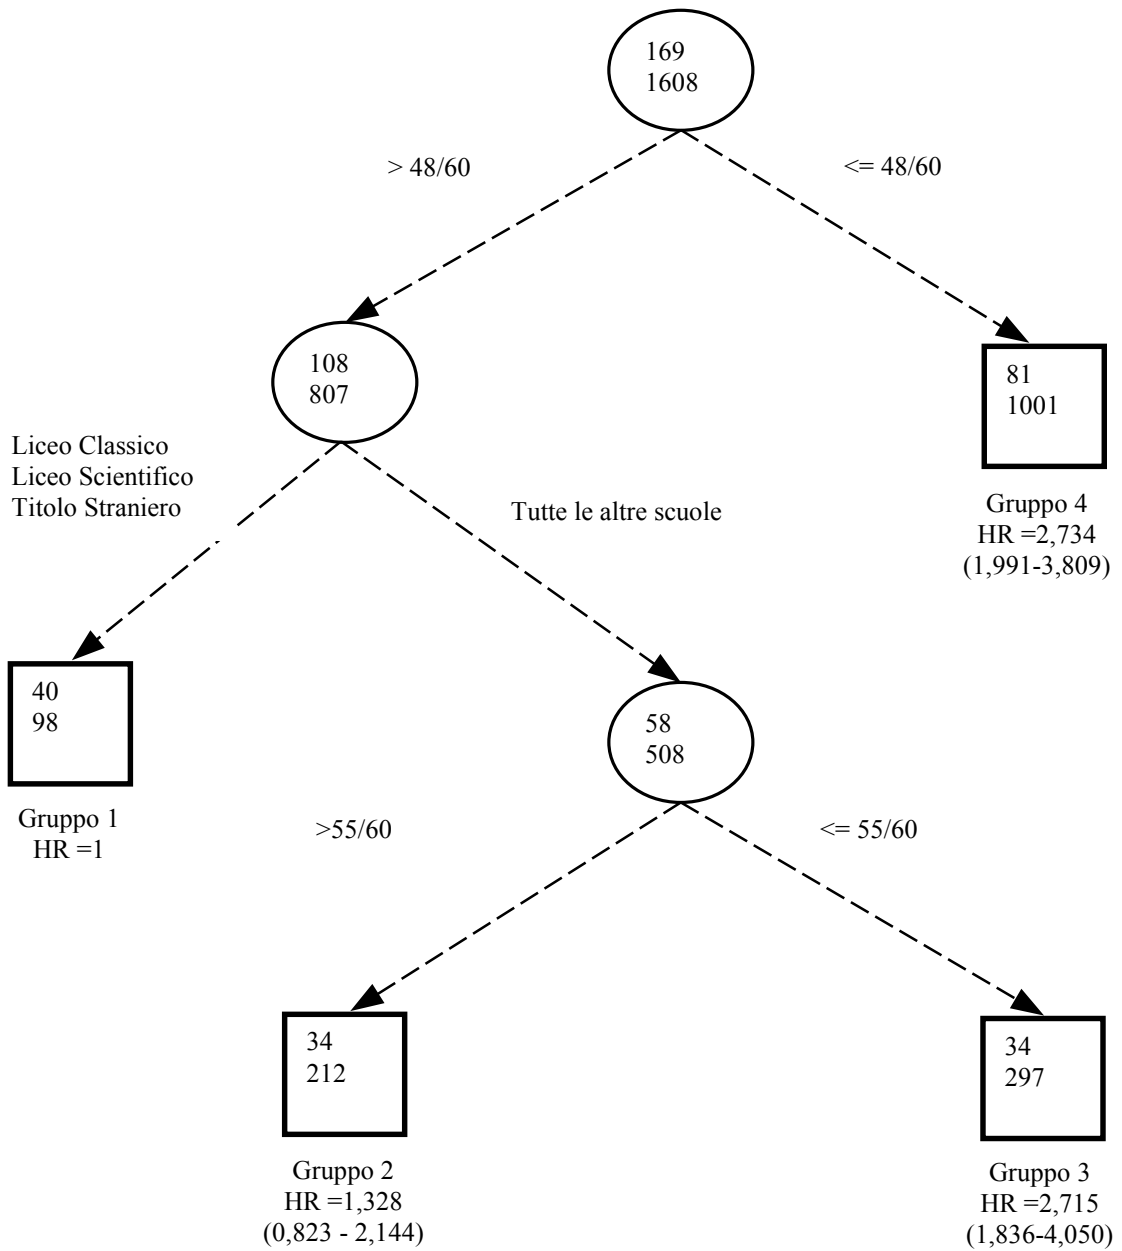 169
1608
> 48/60
<= 48/60
108
807
81
1001
Liceo Classico
Liceo Scientifico
Titolo Straniero
Tutte le altre scuole
Gruppo 4
HR =2,734
(1,991-3,809)
40
98
58
508
Gruppo 1
HR =1
>55/60
<= 55/60
34
212
34
297
Gruppo 2
HR =1,328
(0,823 - 2,144)
Gruppo 3
HR =2,715
(1,836-4,050)